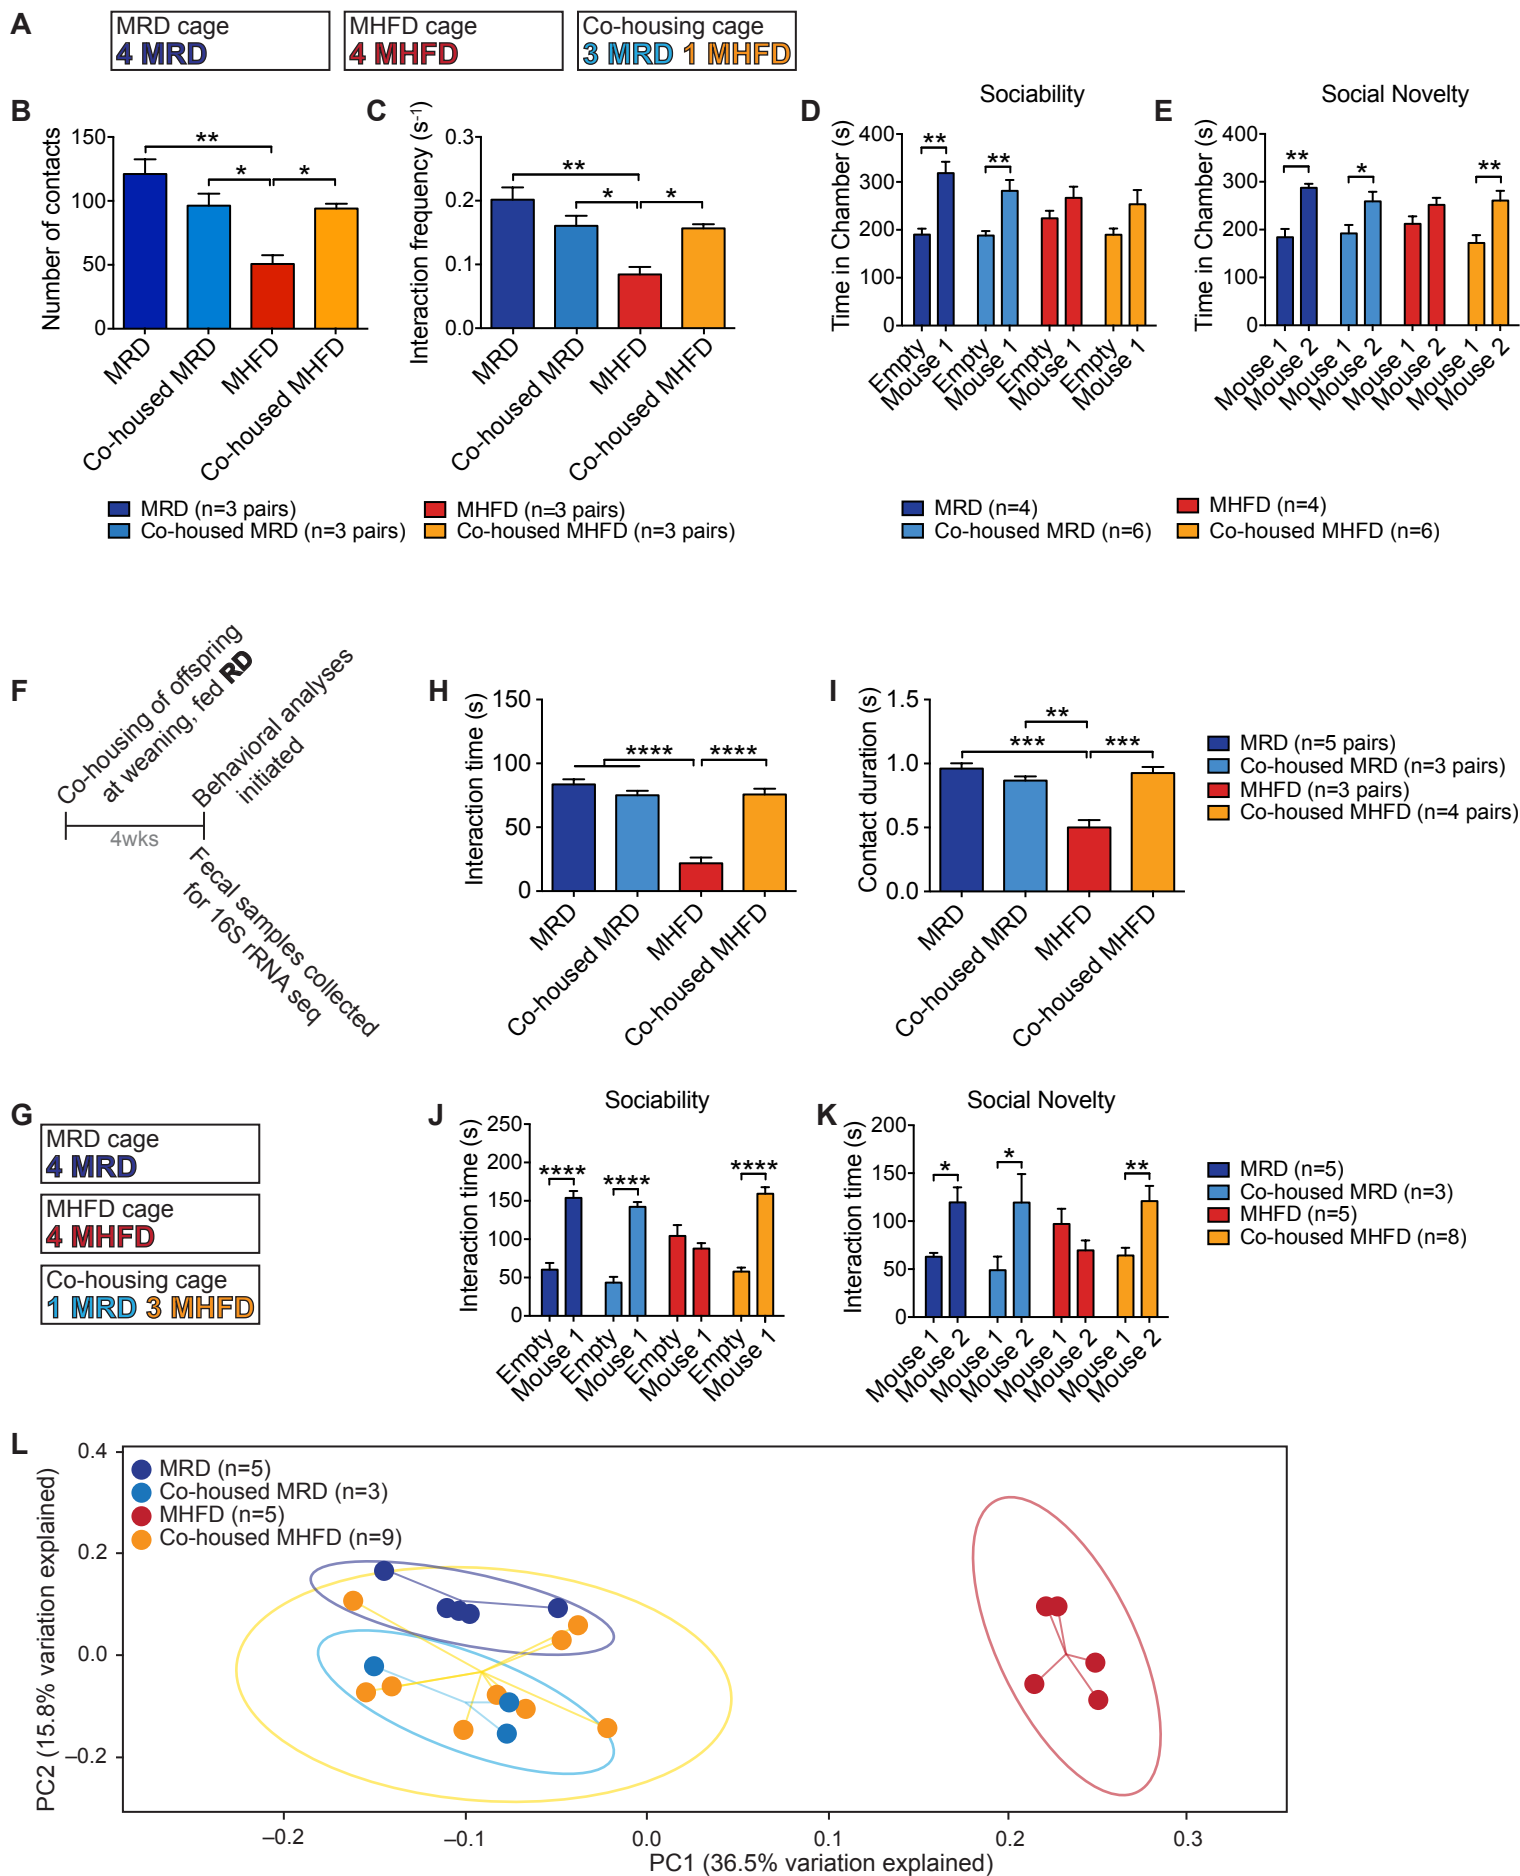 A
MRD cage
4 MRD
MHFD cage
4 MHFD
Co-housing cage
3 MRD 1 MHFD
B
Number of contacts
150
100
50
0
**
*
*
MRD
Co-housed MRD
MHFD
Co-housed MHFD
C
Interaction frequency (s-1)
0.3
0.2
0.1
0.0
**
*
*
MRD
Co-housed MRD
MHFD
Co-housed MHFD
MRD (n=3 pairs)
Co-housed MRD (n=3 pairs)
MHFD (n=3 pairs)
Co-housed MHFD (n=3 pairs)
D
Sociability
Time in Chamber (s)
400
300
200
100
0
**
**
Empty
Mouse 1
Empty
Mouse 1
Empty
Mouse 1
Empty
Mouse 1
E
Social Novelty
Time in Chamber (s)
400
300
200
100
0
**
*
**
Mouse 1
Mouse 2
Mouse 1
Mouse 2
Mouse 1
Mouse 2
Mouse 1
Mouse 2
MRD (n=4)
Co-housed MRD (n=6)
MHFD (n=4)
Co-housed MHFD (n=6)
F
Co-housing of offspring
at weaning, fed RD
Behavioral analyses
initiated
4wks
Fecal samples collected
for 16S rRNA seq
H
Interaction time (s)
150
100
50
0
****
****
MRD
Co-housed MRD
MHFD
Co-housed MHFD
I
Contact duration (s)
1.5
1.0
0.5
0.0
**
***
***
MRD
Co-housed MRD
MHFD
Co-housed MHFD
MRD (n=5 pairs)
Co-housed MRD (n=3 pairs)
MHFD (n=3 pairs)
Co-housed MHFD (n=4 pairs)
G
MRD cage
4 MRD
MHFD cage
4 MHFD
Co-housing cage
1 MRD 3 MHFD
J
Sociability
Interaction time (s)
250
200
150
100
50
0
****
****
****
Empty
Mouse 1
Empty
Mouse 1
Empty
Mouse 1
Empty
Mouse 1
K
Social Novelty
Interaction time (s)
200
150
100
50
0
*
*
**
Mouse 1
Mouse 2
Mouse 1
Mouse 2
Mouse 1
Mouse 2
Mouse 1
Mouse 2
MRD (n=5)
Co-housed MRD (n=3)
MHFD (n=5)
Co-housed MHFD (n=8)
L
PC2 (15.8% variation explained)
0.4
0.2
0.0
–0.2
MRD (n=5)
Co-housed MRD (n=3)
MHFD (n=5)
Co-housed MHFD (n=9)
–0.2
–0.1
0.0
0.1
0.2
0.3
PC1 (36.5% variation explained)